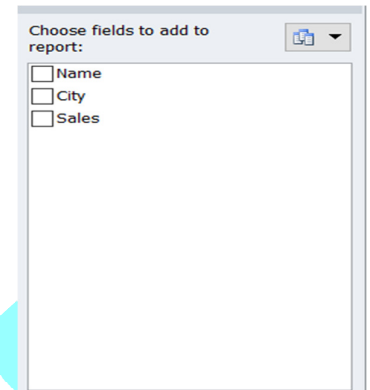 Choose fields to add to
report:
Name
City
Sales